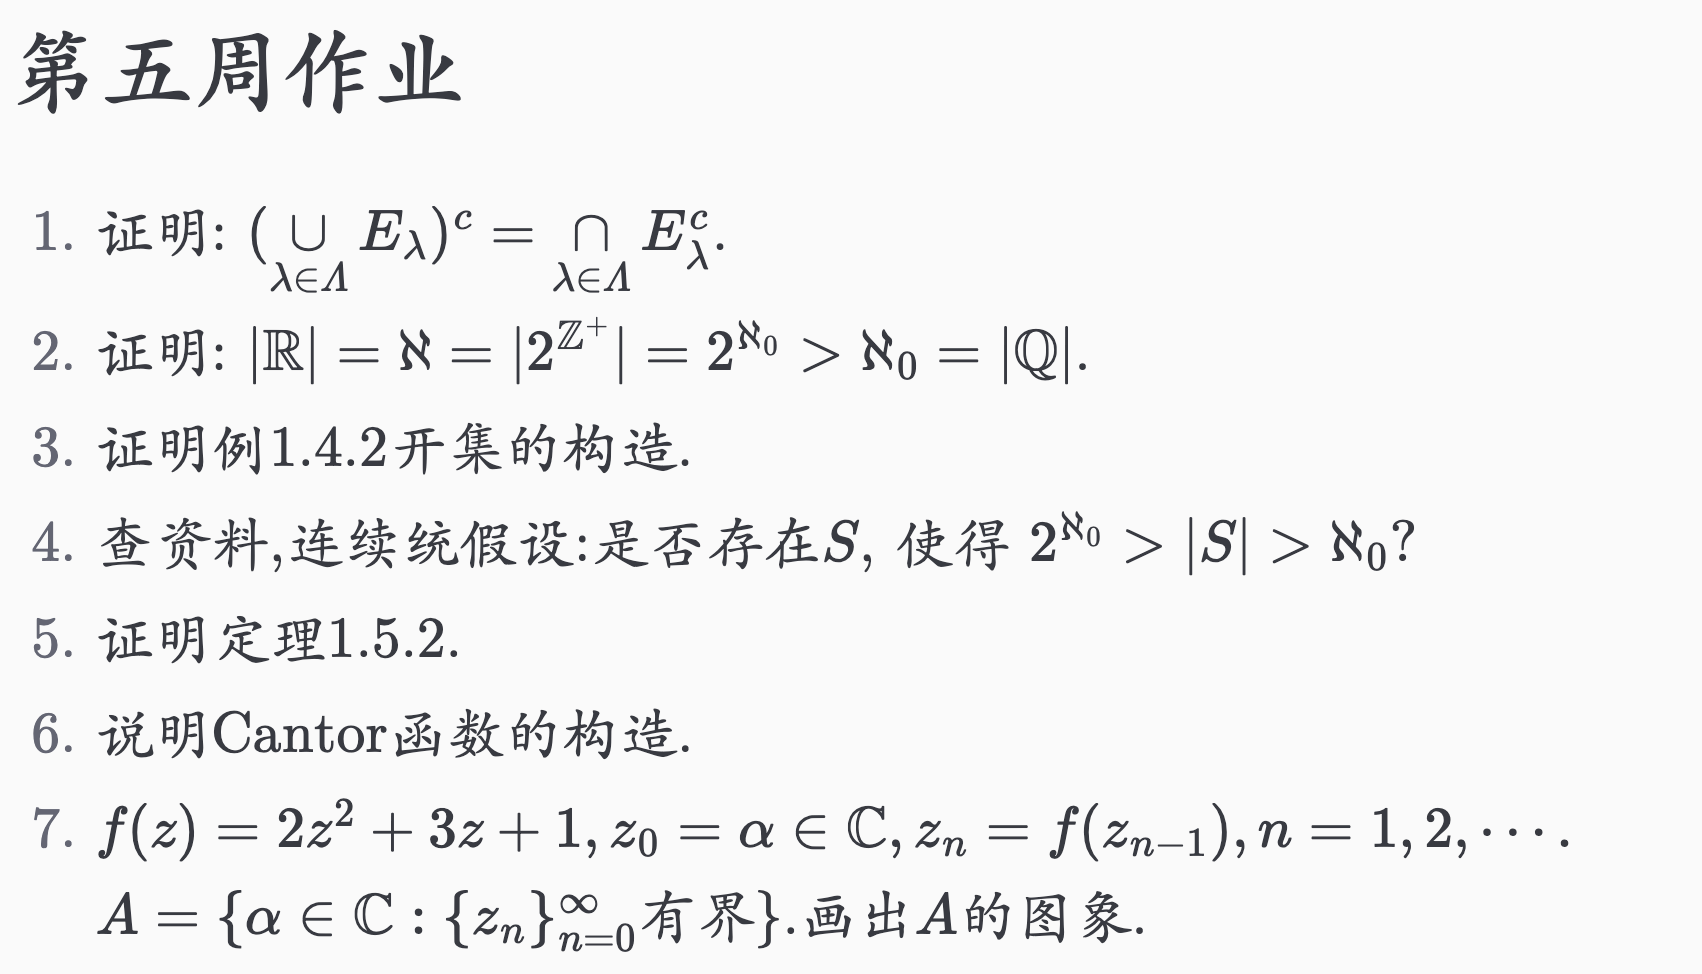 第五周作业
1. 证明: $(\underset{\lambda\in\Lambda}{\cup} E_\lambda)^c = \underset{\lambda\in\Lambda}{\cap} E_\lambda^c$.
2. 证明: $|\mathbb{R}| = \aleph = |2^{\mathbb{Z}^+}| = 2^{\aleph_0} > \aleph_0 = |\mathbb{Q}|$.
3. 证明例1.4.2开集的构造.
4. 查资料,连续统假设:是否存在$S$, 使得 $2^{\aleph_0} > |S| > \aleph_0$?
5. 证明定理1.5.2.
6. 说明Cantor函数的构造.
7. $f(z) = 2z^2 + 3z + 1, z_0 = \alpha \in \mathbb{C}, z_n = f(z_{n-1}), n = 1, 2, \cdots$.
$A = \{\alpha \in \mathbb{C} : \{z_n\}_{n=0}^{\infty}有界\}$.画出$A$的图象.